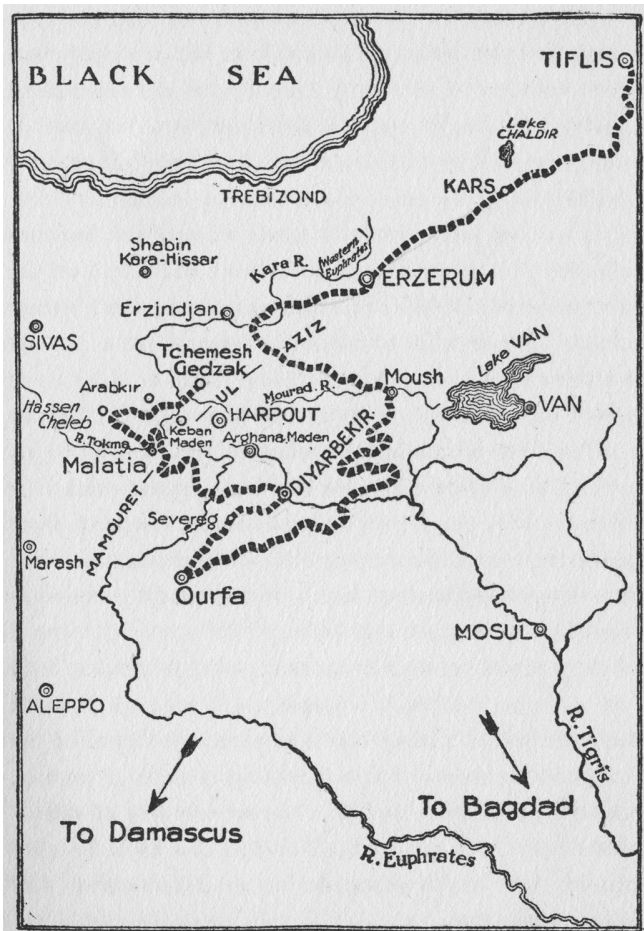 BLACK SEA
TIFLIS
Lake
CHALDIR
KARS
TREBIZOND
Shabin
Kara-Hissar
Kara R.
Western
Euphrates
ERZERUM
Erzindjan
SIVAS
AZIZ
Tchemesh
Gedzak
Lake VAN
Arabkir
UL
Mourad. R.
Moush
VAN
Hassen
Cheleb
HARPOUT
Keban
Maden
R. Tokma
Arghana Maden
Malatia
DIYARBEKIR
MAMOURET
Severeg
Marash
Ourfa
MOSUL
ALEPPO
R. Tigris
To Damascus
To Bagdad
R. Euphrates